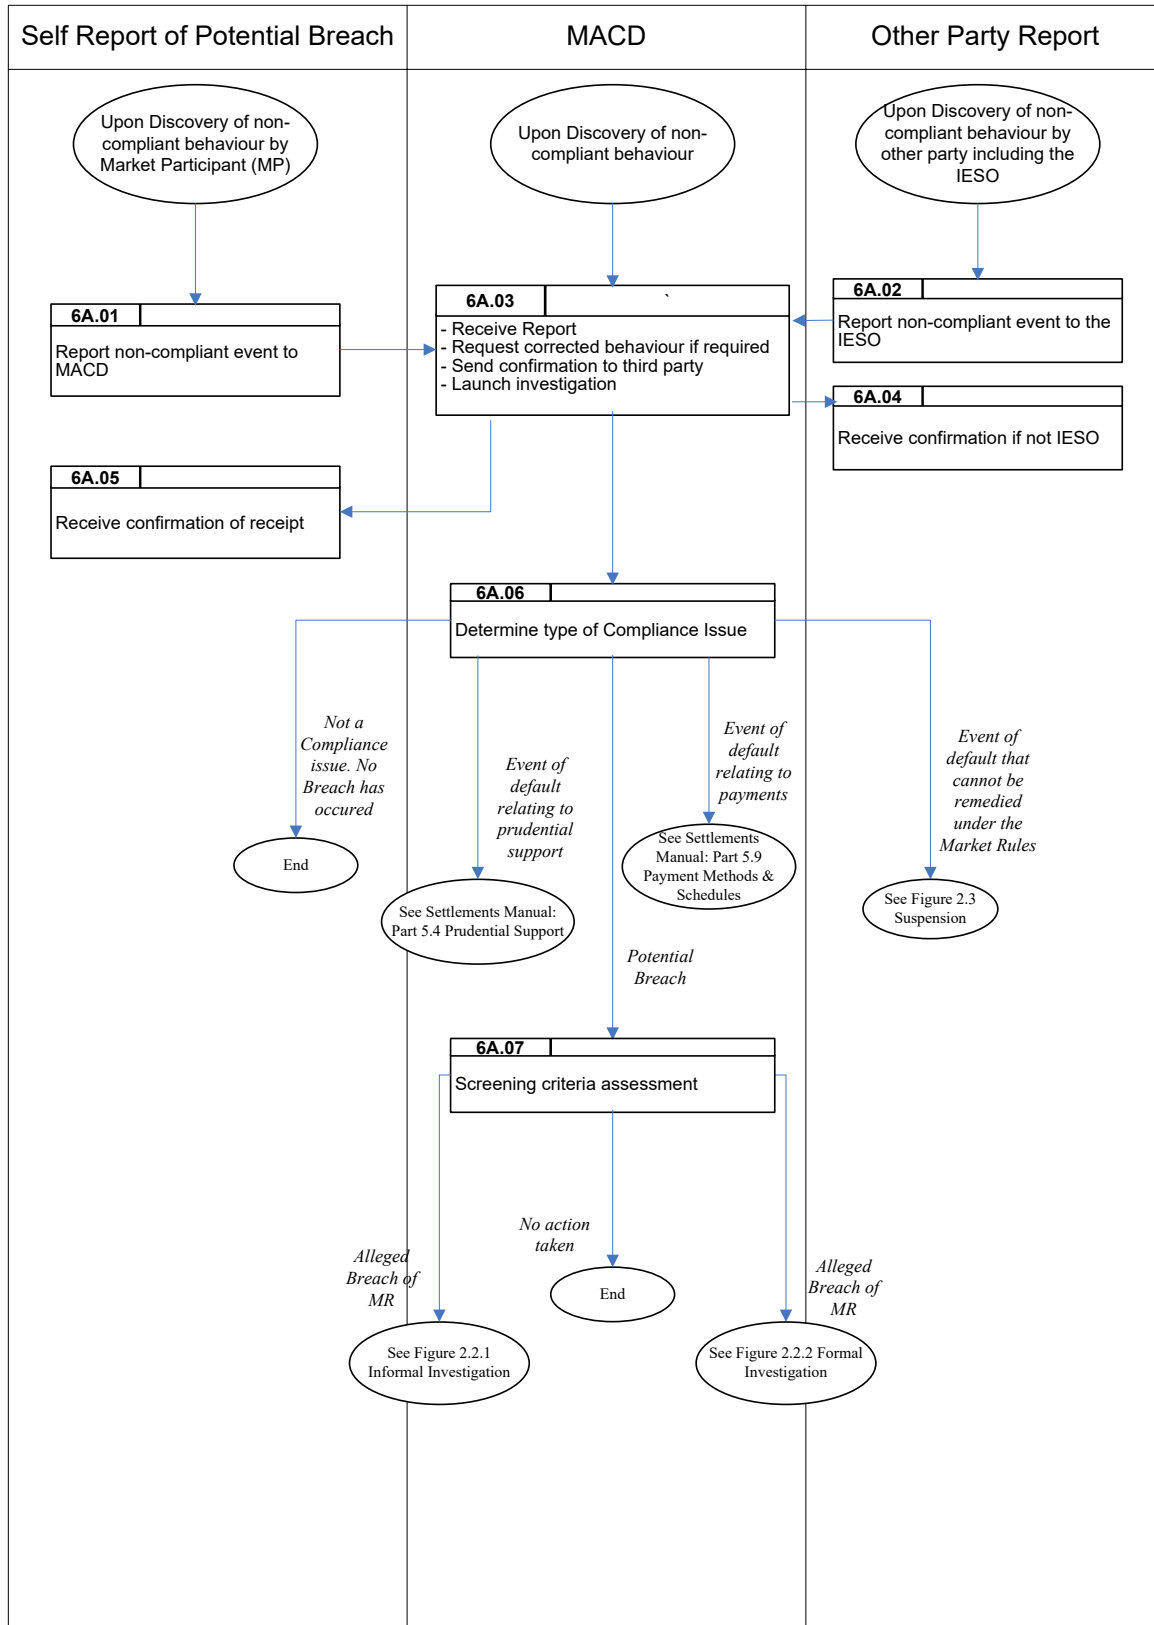 Self Report of Potential Breach
MACD
Other Party Report
Upon Discovery of non-
compliant behaviour by
Market Participant (MP)
Upon Discovery of non-
compliant behaviour
Upon Discovery of non-
compliant behaviour by
other party including the
IESO
6A.01
Report non-compliant event to
MACD
6A.03
`
- Receive Report
- Request corrected behaviour if required
- Send confirmation to third party
- Launch investigation
6A.02
Report non-compliant event to the
IESO
6A.04
Receive confirmation if not IESO
6A.05
Receive confirmation of receipt
6A.06
Determine type of Compliance Issue
Not a
Compliance
issue. No
Breach has
occured
Event of
default
relating to
prudential
support
Event of
default
relating to
payments
Event of
default that
cannot be
remedied
under the
Market Rules
End
See Settlements Manual:
Part 5.4 Prudential Support
See Settlements
Manual: Part 5.9
Payment Methods &
Schedules
See Figure 2.3
Suspension
Potential
Breach
6A.07
Screening criteria assessment
Alleged
Breach of
MR
No action
taken
Alleged
Breach of
MR
See Figure 2.2.1
Informal Investigation
End
See Figure 2.2.2 Formal
Investigation